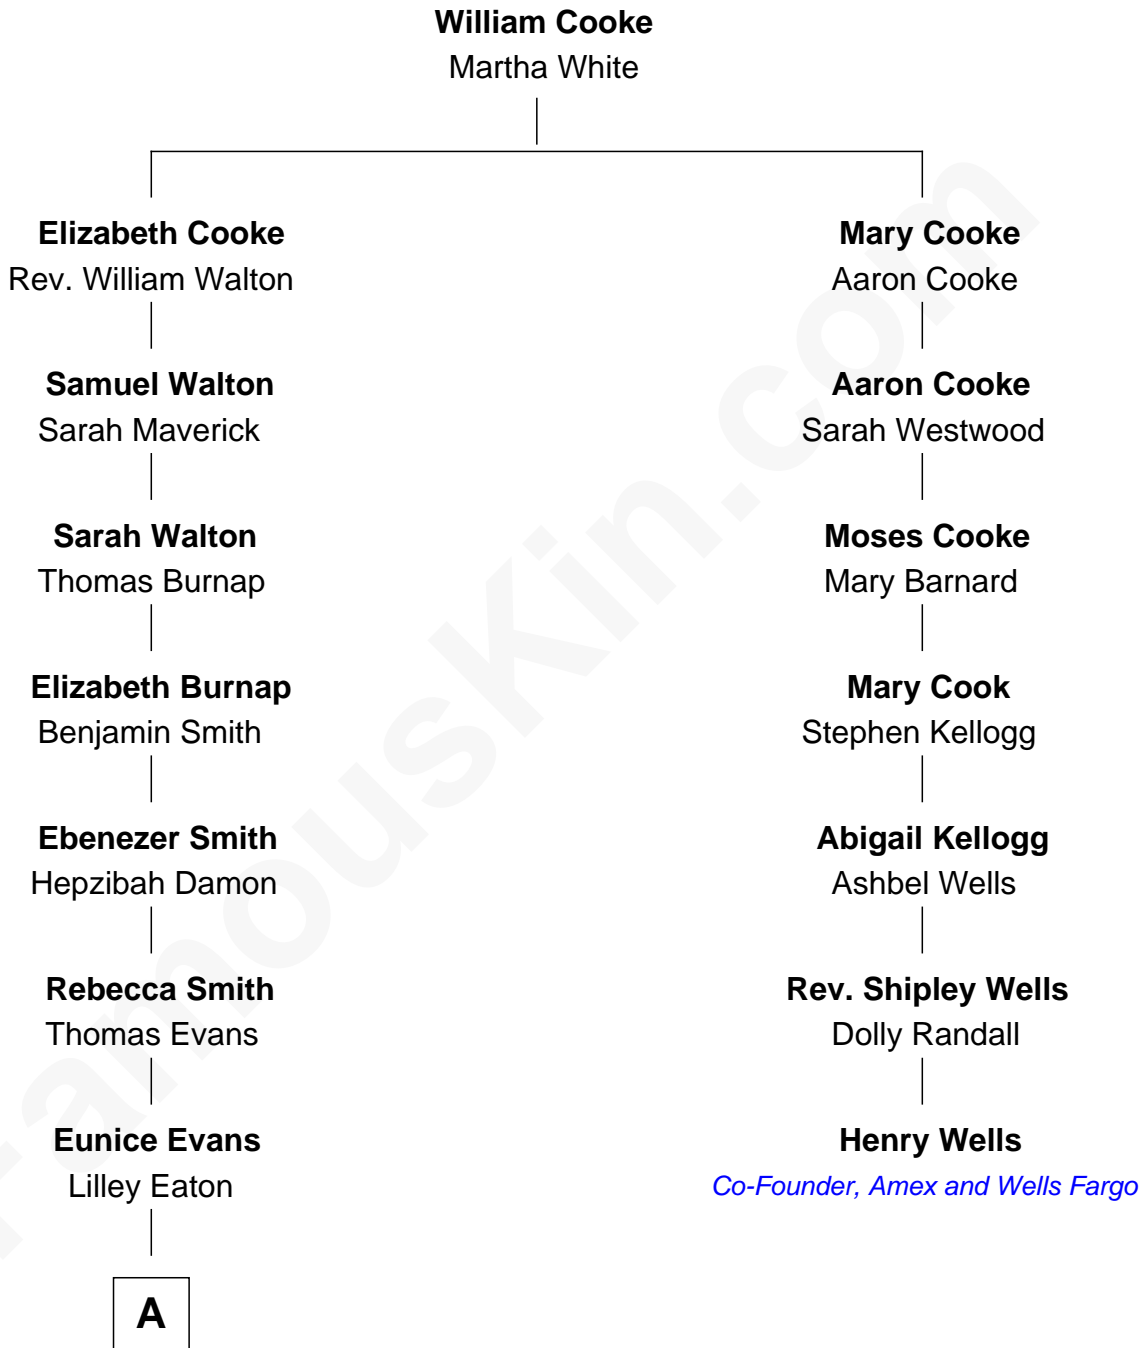 William Cooke
Martha White
Elizabeth Cooke
Rev. William Walton
Mary Cooke
Aaron Cooke
Samuel Walton
Sarah Maverick
Aaron Cooke
Sarah Westwood
Sarah Walton
Thomas Burnap
Moses Cooke
Mary Barnard
Elizabeth Burnap
Benjamin Smith
Mary Cook
Stephen Kellogg
Ebenezer Smith
Hepzibah Damon
Abigail Kellogg
Ashbel Wells
Rebecca Smith
Thomas Evans
Rev. Shipley Wells
Dolly Randall
Eunice Evans
Lilley Eaton
Henry Wells
Co-Founder, Amex and Wells Fargo
A
FamousKin.com